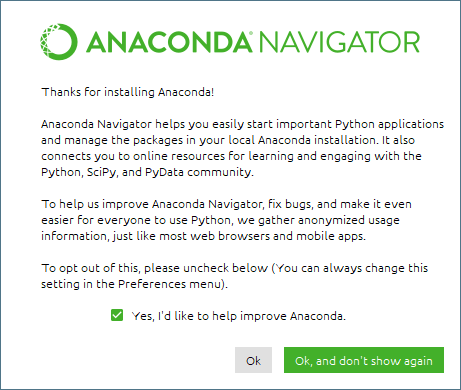 ANACONDA® NAVIGATOR
Thanks for installing Anaconda!
Anaconda Navigator helps you easily start important Python applications
and manage the packages in your local Anaconda installation. It also
connects you to online resources for learning and engaging with the
Python, SciPy, and PyData community.
To help us improve Anaconda Navigator, fix bugs, and make it even
easier for everyone to use Python, we gather anonymized usage
information, just like most web browsers and mobile apps.
To opt out of this, please uncheck below (You can always change this
setting in the Preferences menu).
Yes, I'd like to help improve Anaconda.
Ok Ok, and don't show again